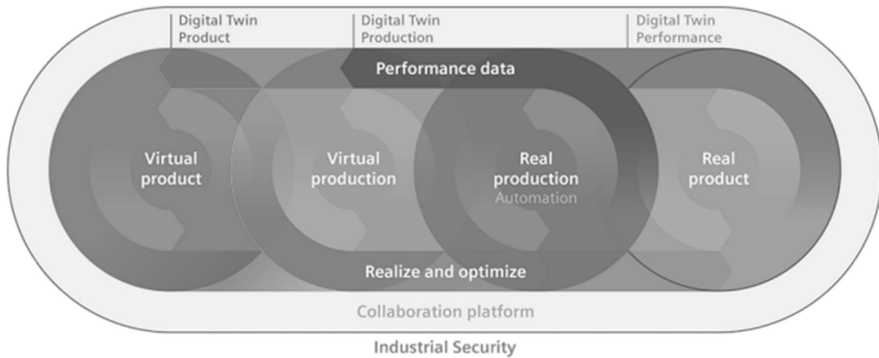 Digital Twin
Product
Digital Twin
Production
Digital Twin
Performance
Performance data
Virtual
product
Virtual
production
Real
production
Automation
Real
product
Realize and optimize
Collaboration platform
Industrial Security